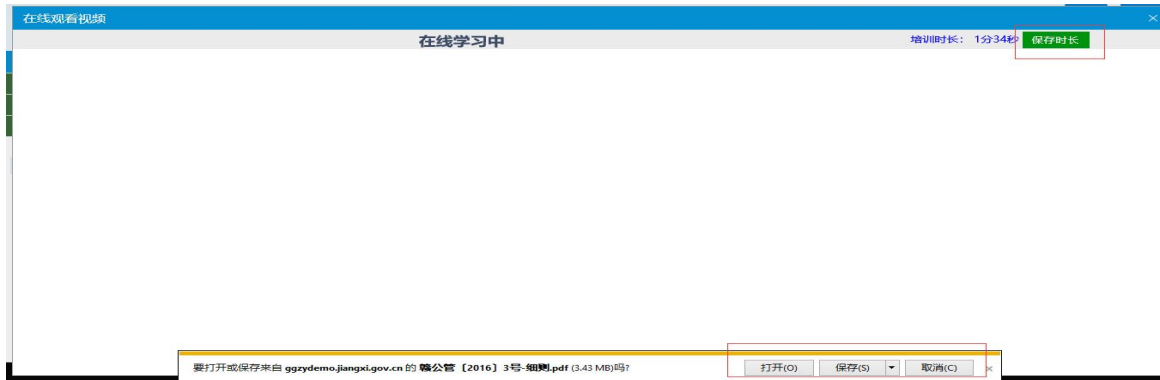 在线观看视频
在线学习中
培训时长： 1分34秒
保存时长
要打开或保存来自 ggzydemo.jiangxi.gov.cn 的 赣公管［2016］3号-细则.pdf (3.43 MB)吗?
打开(O)
保存(S)
取消(C)